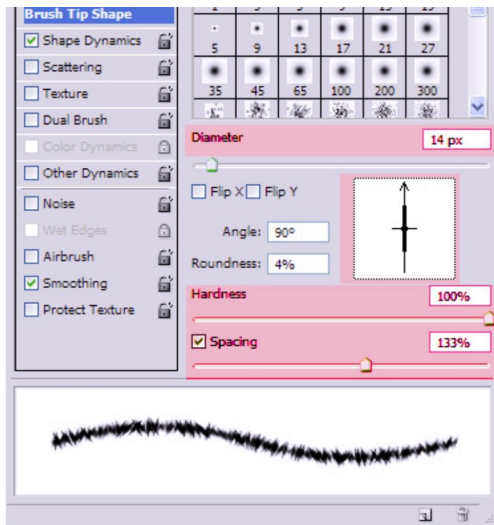 Brush Tip Shape
Shape Dynamics
Scattering
Texture
Dual Brush
Color Dynamics
Other Dynamics
Noise
Wet Edges
Airbrush
Smoothing
Protect Texture
5 9 13 17 21 27
35 45 65 100 200 300
Diameter 14 px
Flip X Flip Y
Angle: 90º
Roundness: 4%
Hardness 100%
Spacing 133%